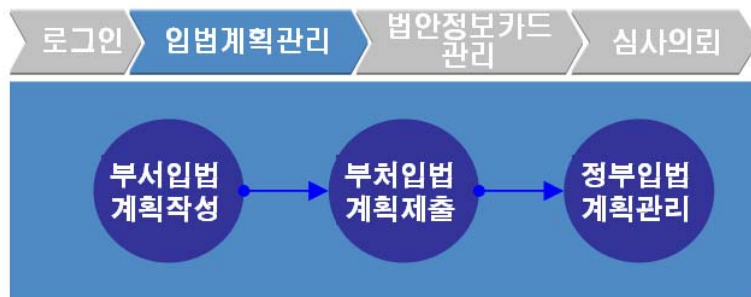 로그인
입법계획관리
법안정보카드
관리
심사의뢰
부서입법
계획작성
부처입법
계획제출
정부입법
계획관리